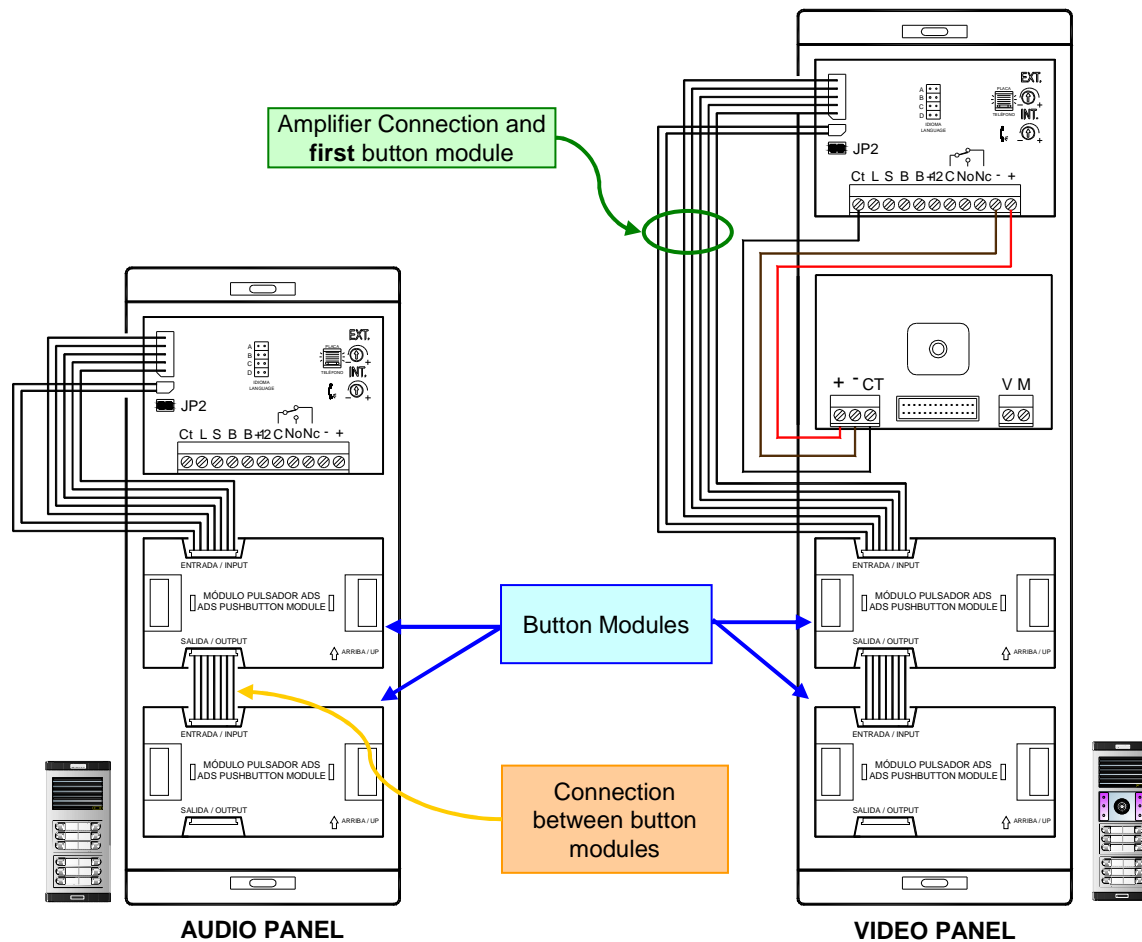 EXT.
A
B
C
D
IDIOMA
LANGUAGE
PLACA
TELÉFONO
- +
INT.
- +
JP2
Ct L S B B +12 C No Nc - +
Amplifier Connection and
first button module
+ - CT
V M
EXT.
A
B
C
D
IDIOMA
LANGUAGE
PLACA
TELÉFONO
- +
INT.
- +
JP2
Ct L S B B +12 C No Nc - +
ENTRADA / INPUT
MÓDULO PULSADOR ADS
ADS PUSHBUTTON MODULE
SALIDA / OUTPUT
ARRIBA / UP
ENTRADA / INPUT
MÓDULO PULSADOR ADS
ADS PUSHBUTTON MODULE
SALIDA / OUTPUT
ARRIBA / UP
Button Modules
ENTRADA / INPUT
MÓDULO PULSADOR ADS
ADS PUSHBUTTON MODULE
SALIDA / OUTPUT
ARRIBA / UP
ENTRADA / INPUT
MÓDULO PULSADOR ADS
ADS PUSHBUTTON MODULE
SALIDA / OUTPUT
ARRIBA / UP
Connection
between button
modules
AUDIO PANEL
VIDEO PANEL